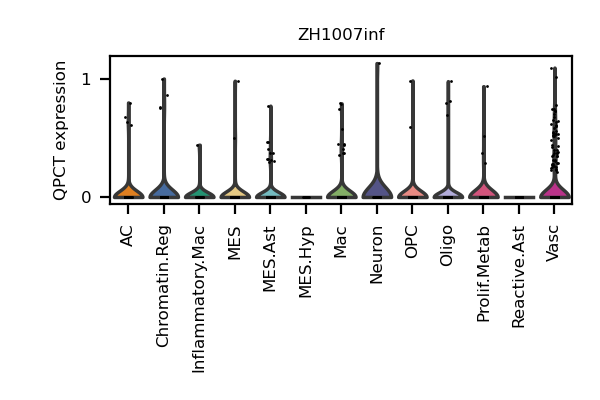 ZH1007inf
QPCT expression
1
0
AC
Chromatin.Reg
Inflammatory.Mac
MES
MES.Ast
MES.Hyp
Mac
Neuron
OPC
Oligo
Prolif.Metab
Reactive.Ast
Vasc